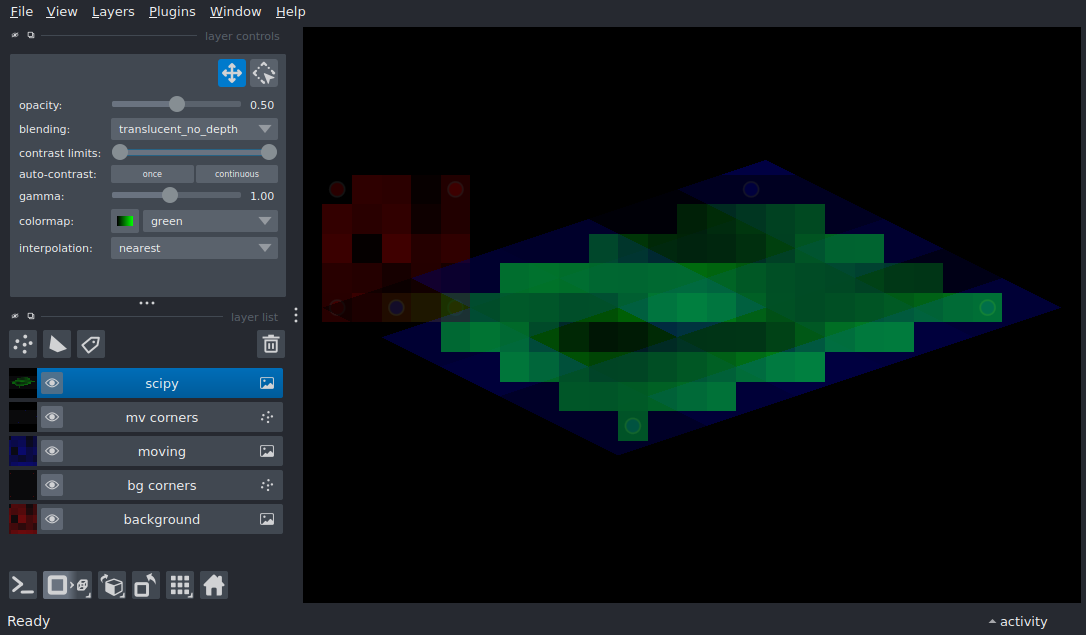 File View Layers Plugins Window Help
layer controls
opacity: 0.50
blending: translucent_no_depth
contrast limits:
auto-contrast: once continuous
gamma: 1.00
colormap: green
interpolation: nearest
layer list
scipy
mv corners
moving
bg corners
background
Ready activity